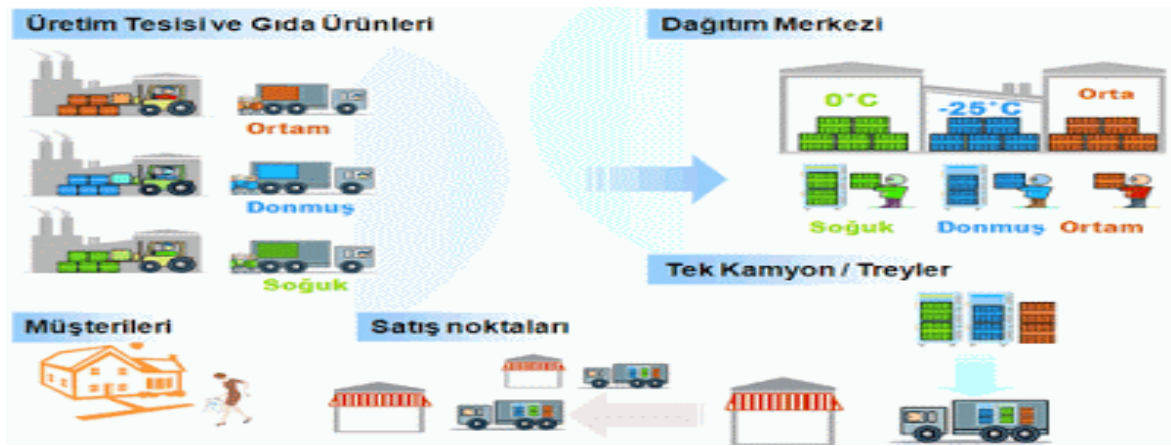 Üretim Tesisi ve Gıda Ürünleri
Ortam
Donmuş
Soğuk
Dağıtım Merkezi
0°C
-25°C
Orta
Soğuk
Donmuş
Ortam
Tek Kamyon / Treyler
Satış noktaları
Müşterileri